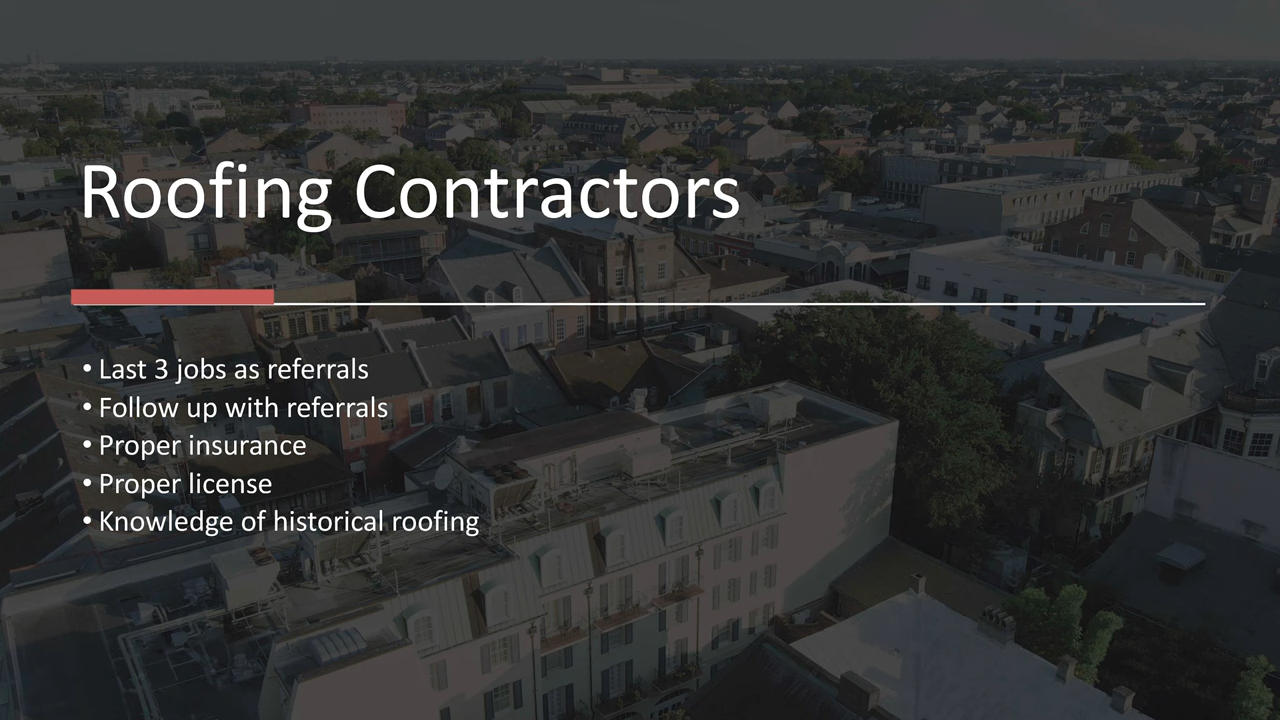 Roofing Contractors
• Last 3 jobs as referrals
• Follow up with referrals
• Proper insurance
• Proper license
• Knowledge of historical roofing